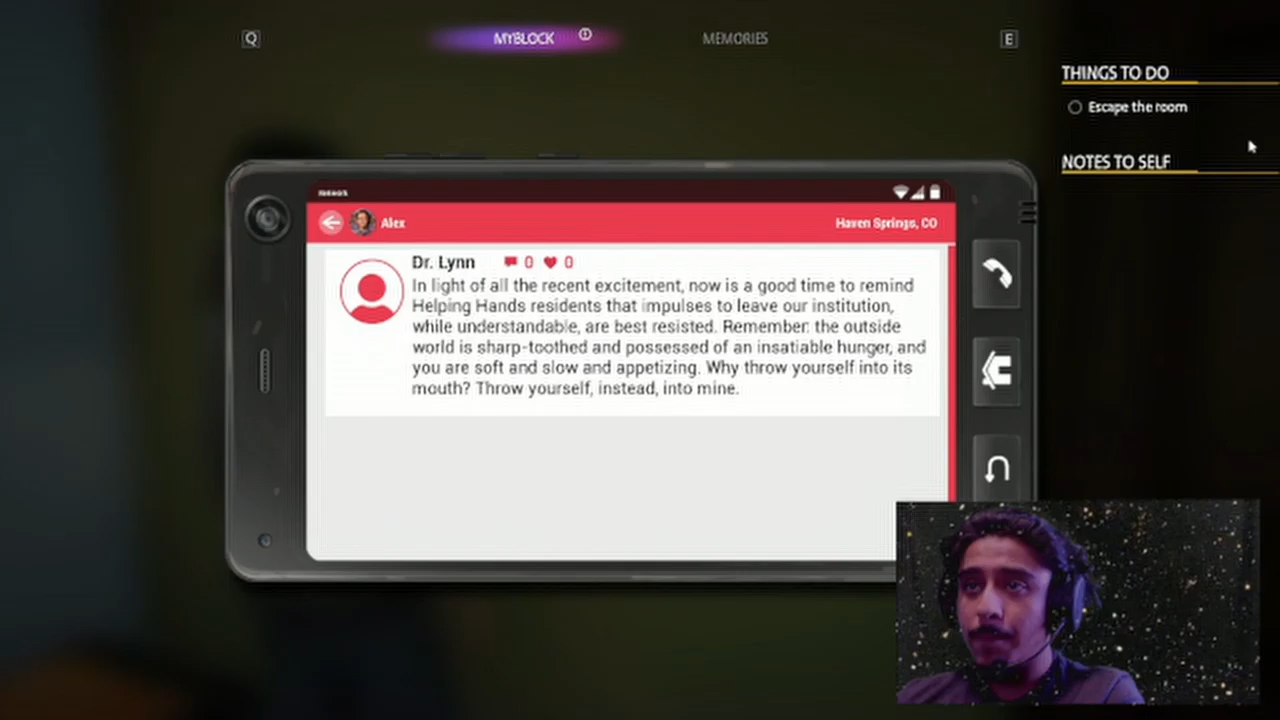 Q
MYBLOCK
MEMORIES
E
THINGS TO DO
Escape the room
NOTES TO SELF
Alex
Haven Springs, CO
Dr. Lynn 0 0
In light of all the recent excitement, now is a good time to remind
Helping Hands residents that impulses to leave our institution,
while understandable, are best resisted. Remember: the outside
world is sharp-toothed and possessed of an insatiable hunger, and
you are soft and slow and appetizing. Why throw yourself into its
mouth? Throw yourself, instead, into mine.